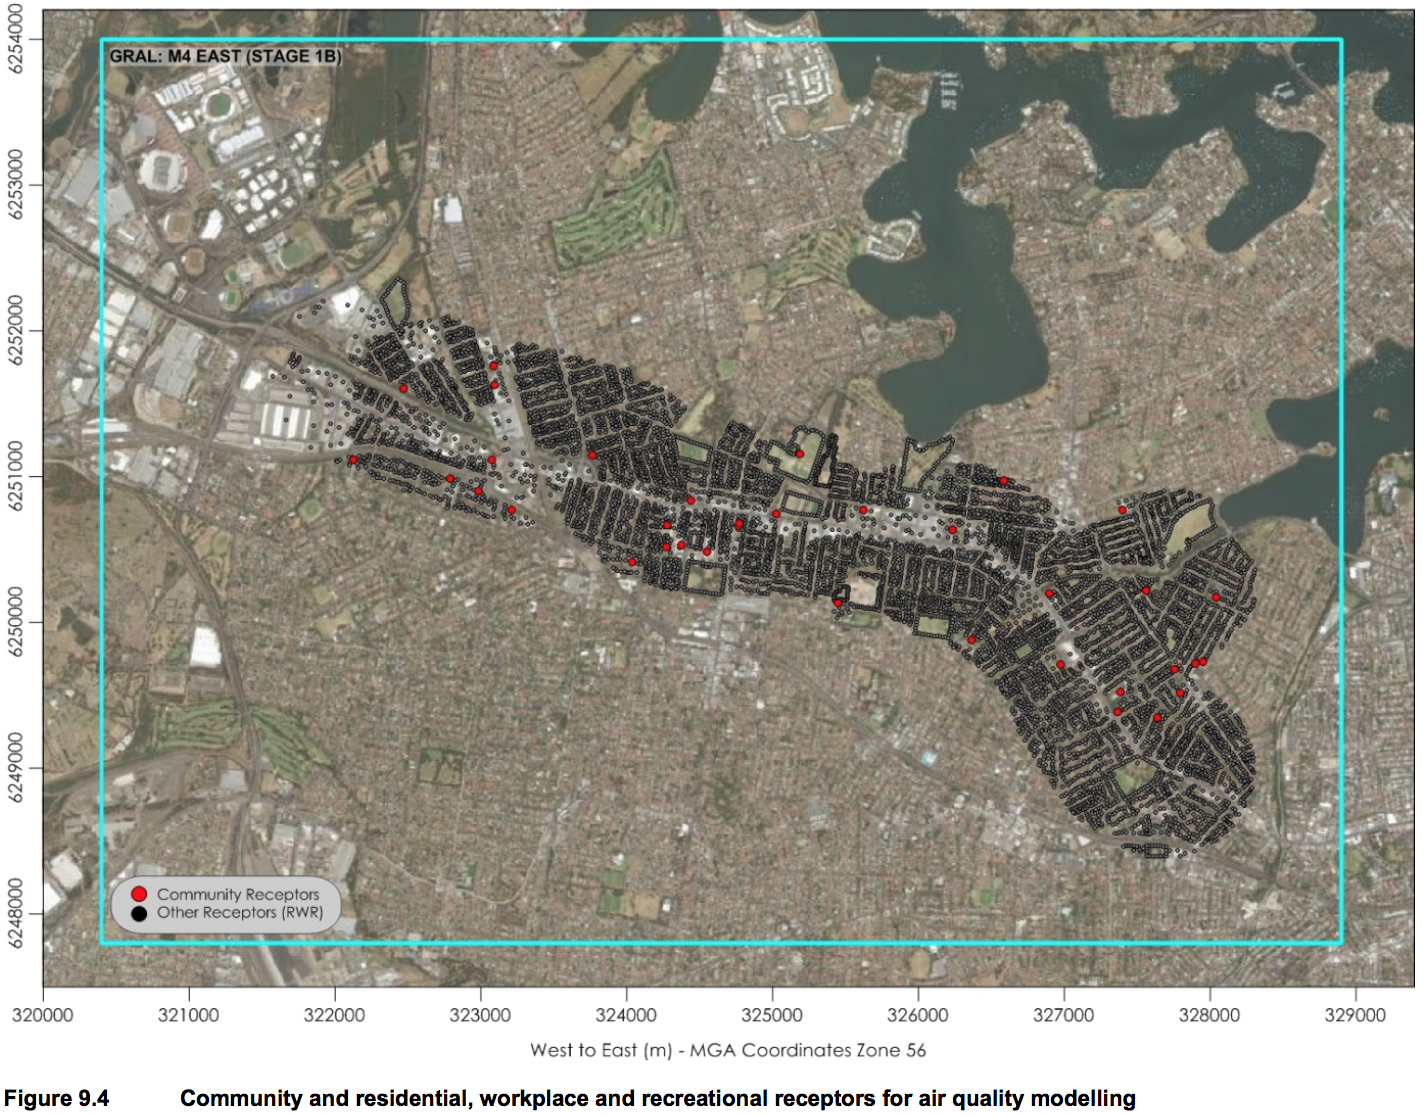 GRAL: M4 EAST (STAGE 1B)
6254000
6253000
6252000
6251000
6250000
6249000
6248000
Community Receptors
Other Receptors (RWR)
320000 321000 322000 323000 324000 325000 326000 327000 328000 329000
West to East (m) - MGA Coordinates Zone 56
Figure 9.4 Community and residential, workplace and recreational receptors for air quality modelling